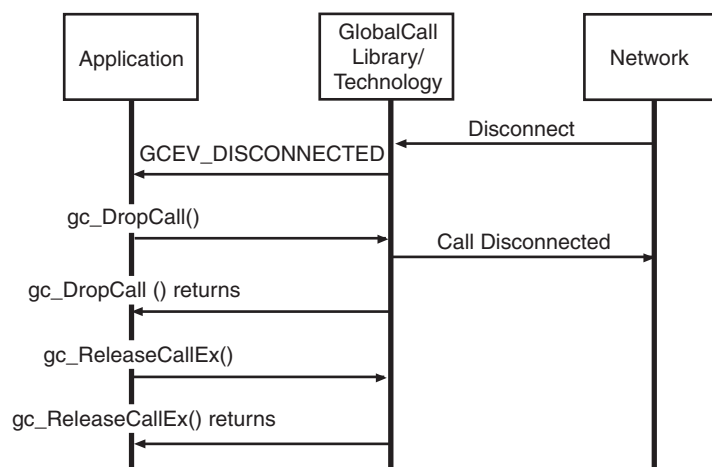 Application
GlobalCall
Library/
Technology
Network
Disconnect
GCEV_DISCONNECTED
gc_DropCall()
Call Disconnected
gc_DropCall () returns
gc_ReleaseCallEx()
gc_ReleaseCallEx() returns